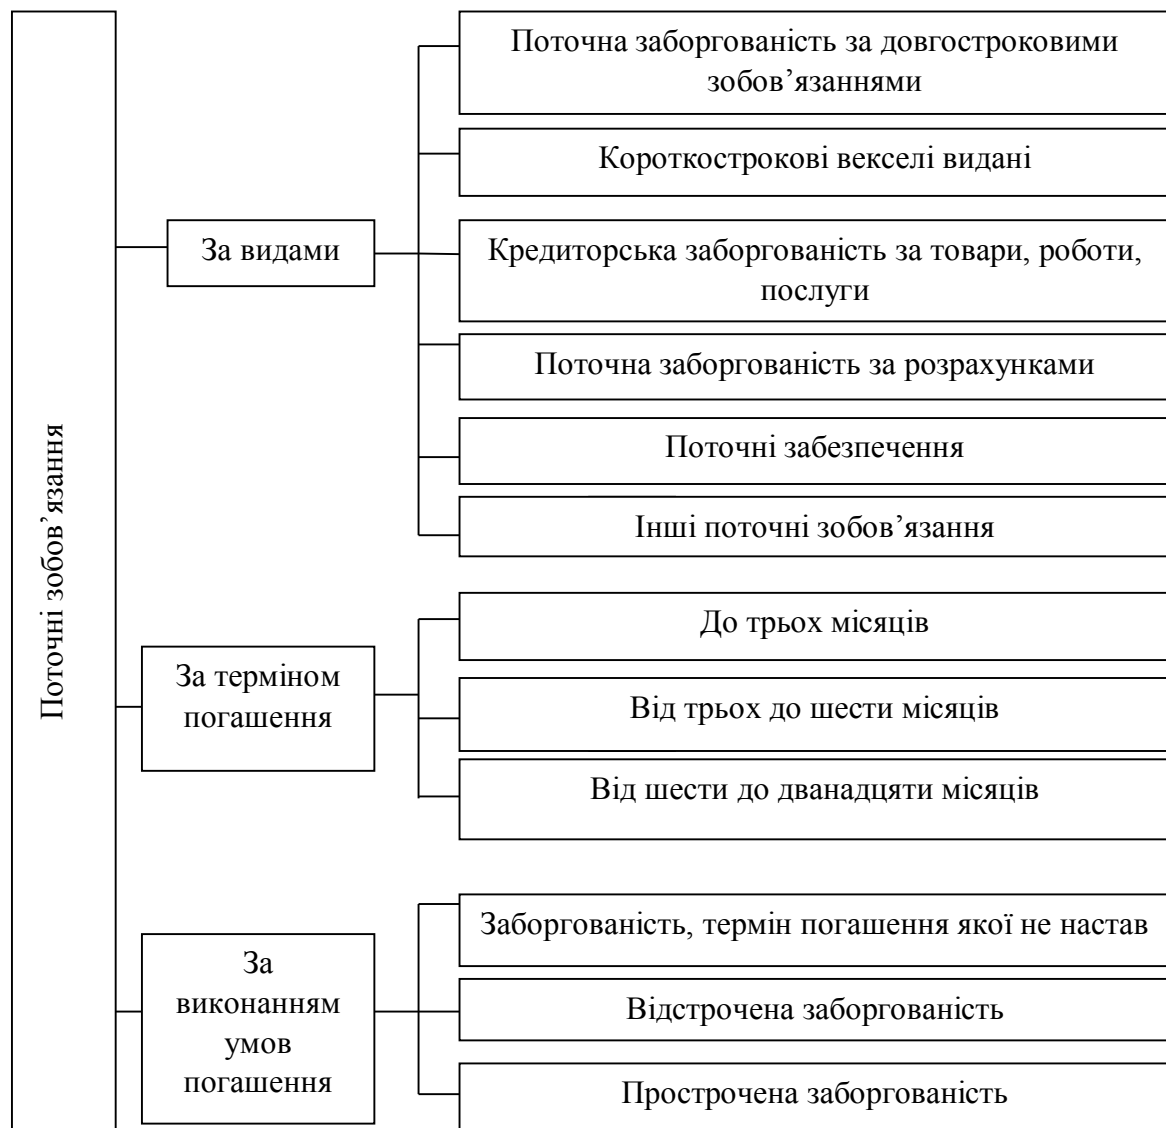 Поточні зобов’язання
За видами
Поточна заборгованість за довгостроковими
зобов’язаннями
Короткострокові векселі видані
Кредиторська заборгованість за товари, роботи,
послуги
Поточна заборгованість за розрахунками
Поточні забезпечення
Інші поточні зобов’язання
За терміном
погашення
До трьох місяців
Від трьох до шести місяців
Від шести до дванадцяти місяців
За
виконанням
умов
погашення
Заборгованість, термін погашення якої не настав
Відстрочена заборгованість
Прострочена заборгованість